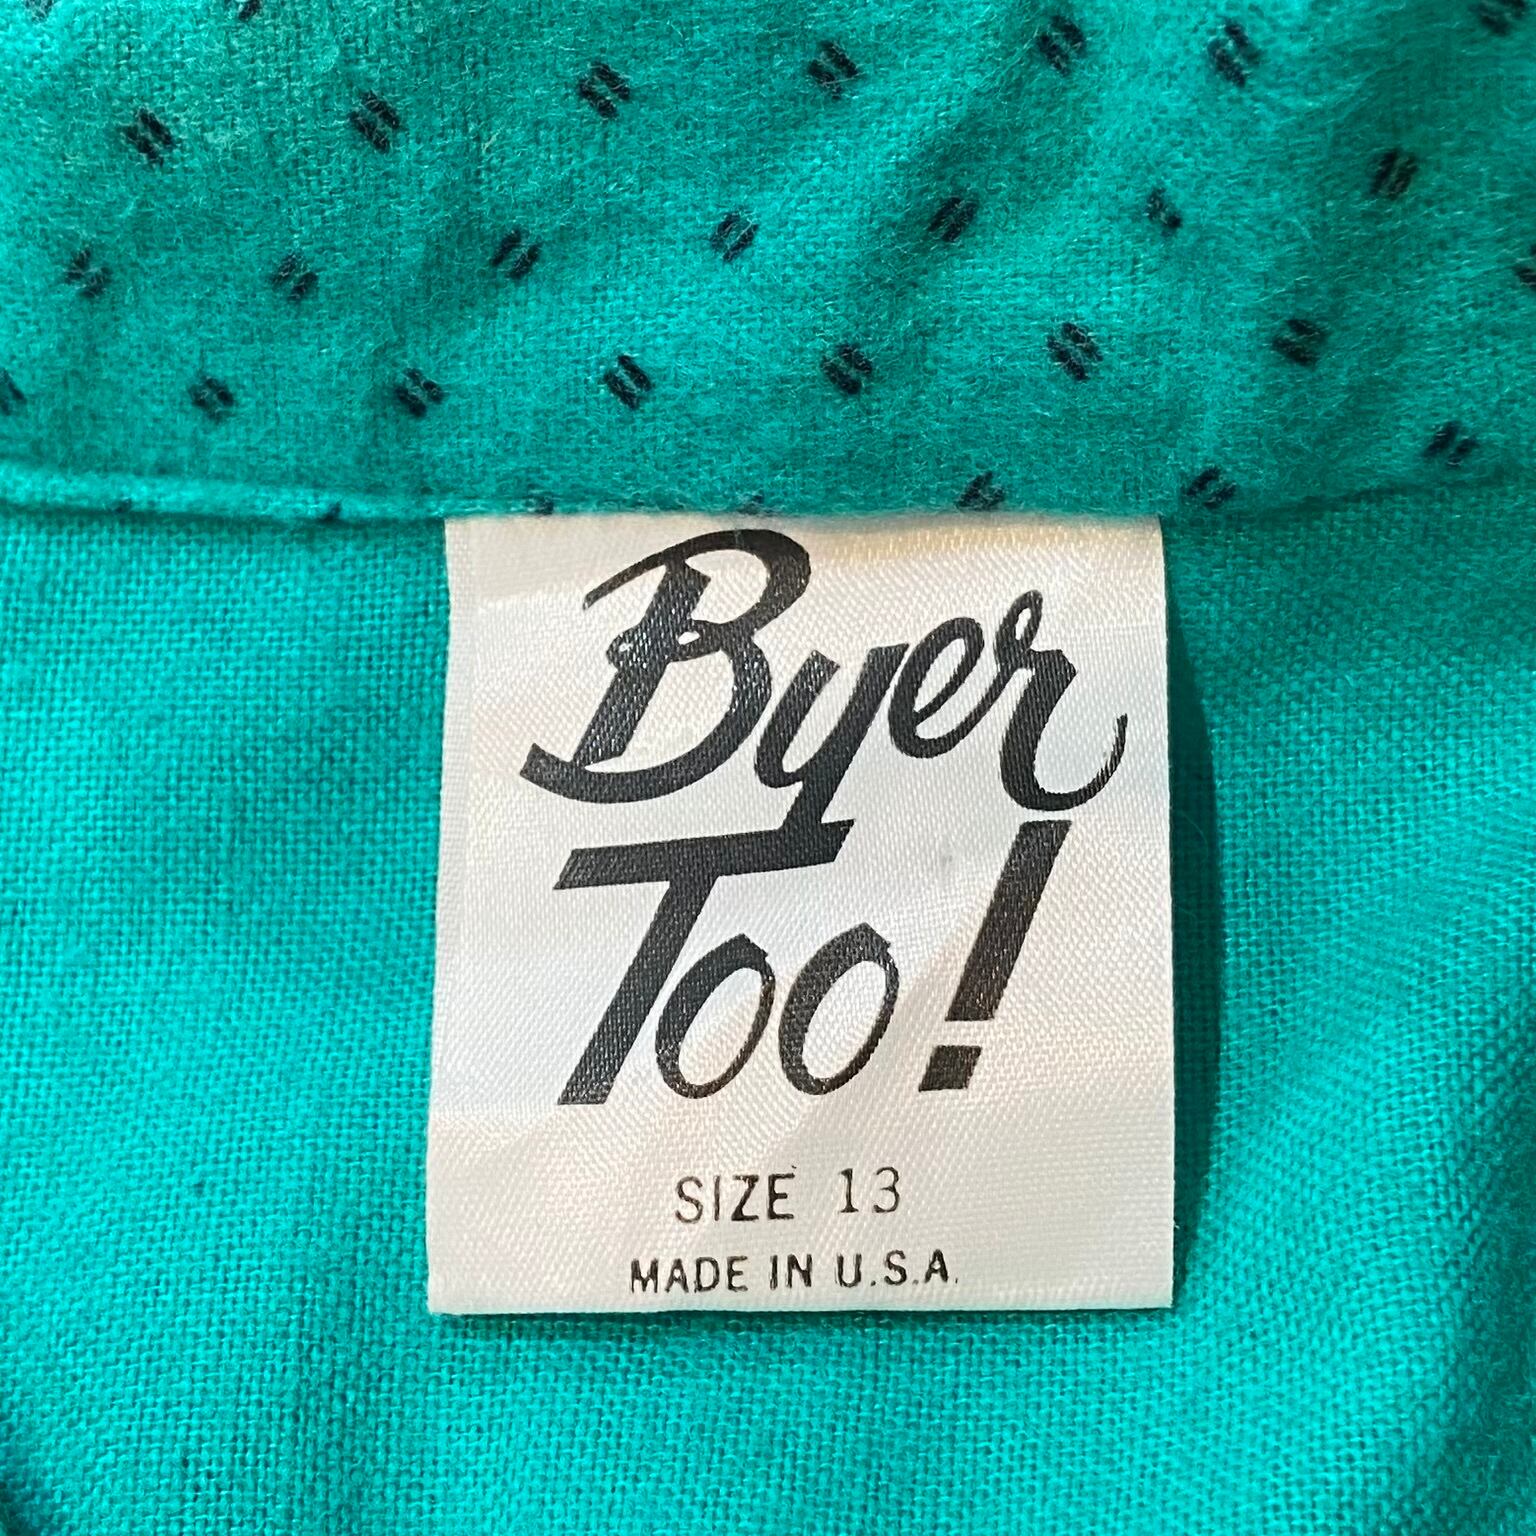 Byer
Too!
SIZE 13
MADE IN U.S.A.